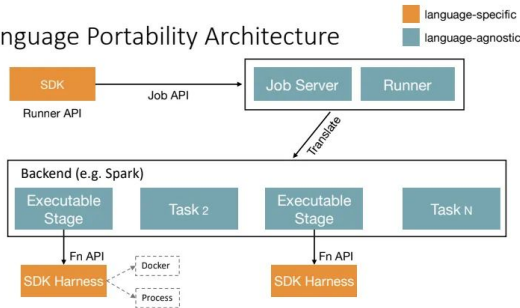 language-specific
nguage Portability Architecture
language-agnostic
SDK
Job API
Job Server
Runner
Runner API
Translate
Backend (e.g. Spark)
Executable
Stage
Task 2
Executable
Stage
Task N
Fn API
Fn API
SDK Harness
Docker
Process
SDK Harness